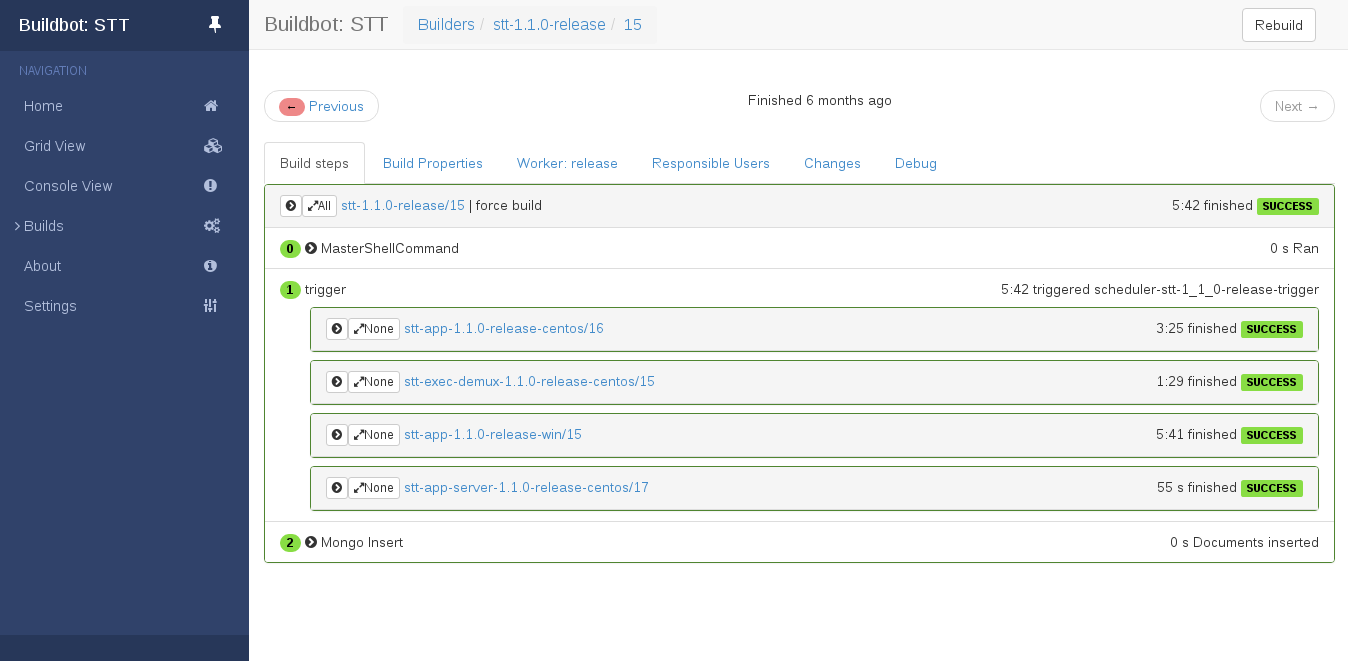 Buildbot: STT
NAVIGATION
Home
Grid View
Console View
Builds
About
Settings
Buildbot: STT Builders / stt-1.1.0-release / 15 Rebuild
← Previous Finished 6 months ago Next →
Build steps Build Properties Worker: release Responsible Users Changes Debug
All stt-1.1.0-release/15 | force build 5:42 finished SUCCESS
0 MasterShellCommand 0 s Ran
1 trigger 5:42 triggered scheduler-stt-1_1_0-release-trigger
None stt-app-1.1.0-release-centos/16 3:25 finished SUCCESS
None stt-exec-demux-1.1.0-release-centos/15 1:29 finished SUCCESS
None stt-app-1.1.0-release-win/15 5:41 finished SUCCESS
None stt-app-server-1.1.0-release-centos/17 55 s finished SUCCESS
2 Mongo Insert 0 s Documents inserted